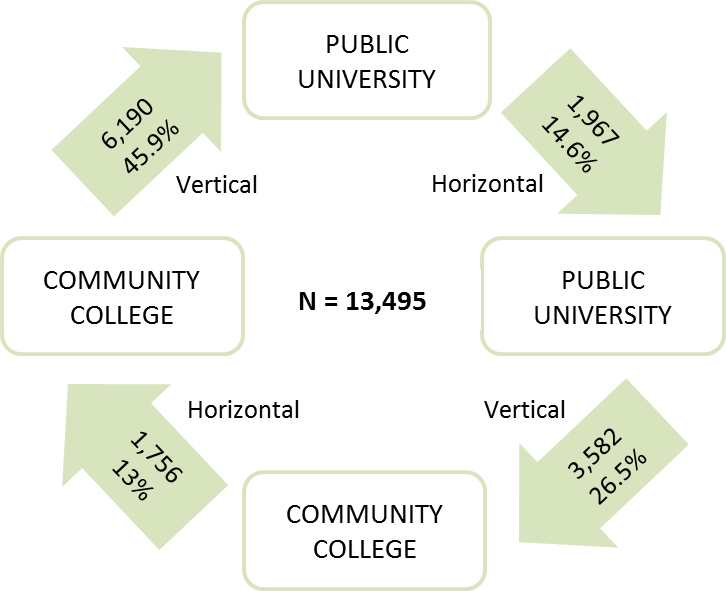 PUBLIC
UNIVERSITY
6,190
45.9%
Vertical
1,967
14.6%
Horizontal
COMMUNITY
COLLEGE
N = 13,495
PUBLIC
UNIVERSITY
Horizontal
1,756
13%
Vertical
3,582
26.5%
COMMUNITY
COLLEGE